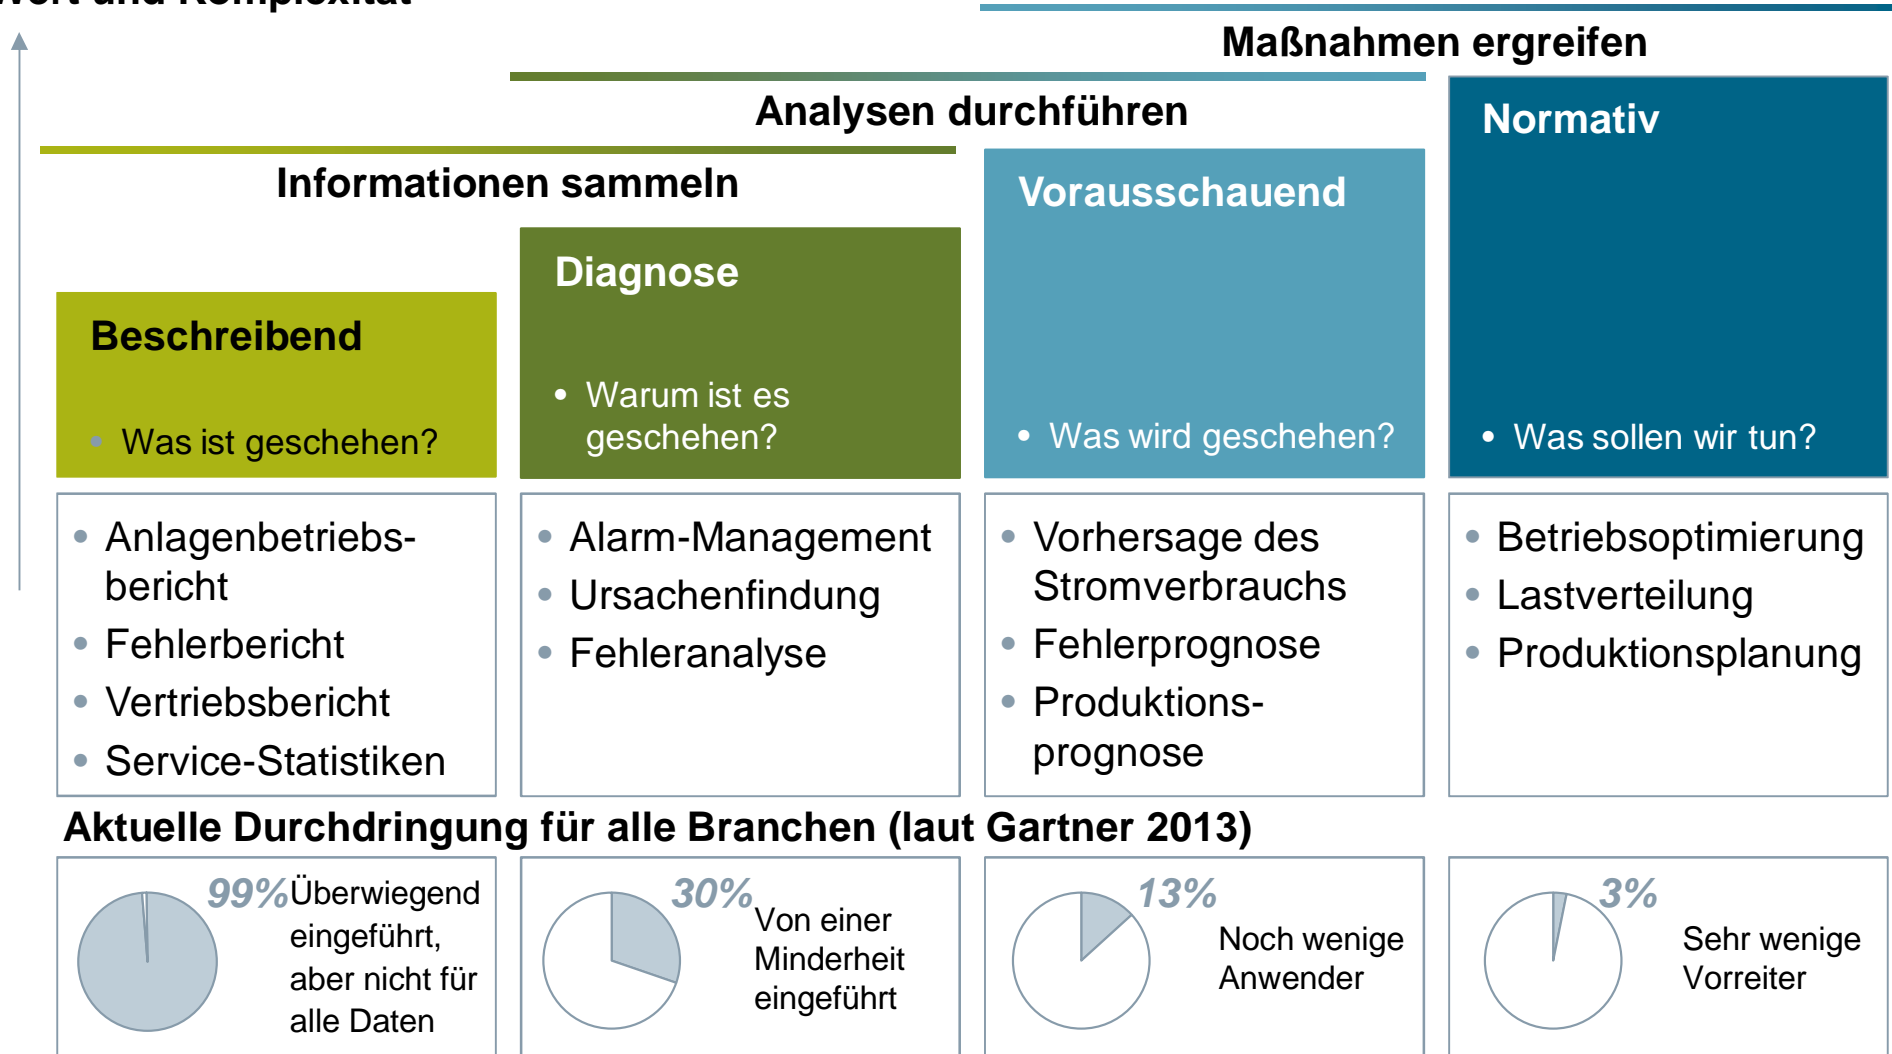 Wert und Komplexität
Maßnahmen ergreifen
Analysen durchführen
Informationen sammeln
Beschreibend
• Was ist geschehen?
Diagnose
• Warum ist es
geschehen?
Vorausschauend
• Was wird geschehen?
Normativ
• Was sollen wir tun?
• Anlagenbetriebs-
bericht
• Fehlerbericht
• Vertriebsbericht
• Service-Statistiken
• Alarm-Management
• Ursachenfindung
• Fehleranalyse
• Vorhersage des
Stromverbrauchs
• Fehlerprognose
• Produktions-
prognose
• Betriebsoptimierung
• Lastverteilung
• Produktionsplanung
Aktuelle Durchdringung für alle Branchen (laut Gartner 2013)
99%
Überwiegend
eingeführt,
aber nicht für
alle Daten
30%
Von einer
Minderheit
eingeführt
13%
Noch wenige
Anwender
3%
Sehr wenige
Vorreiter